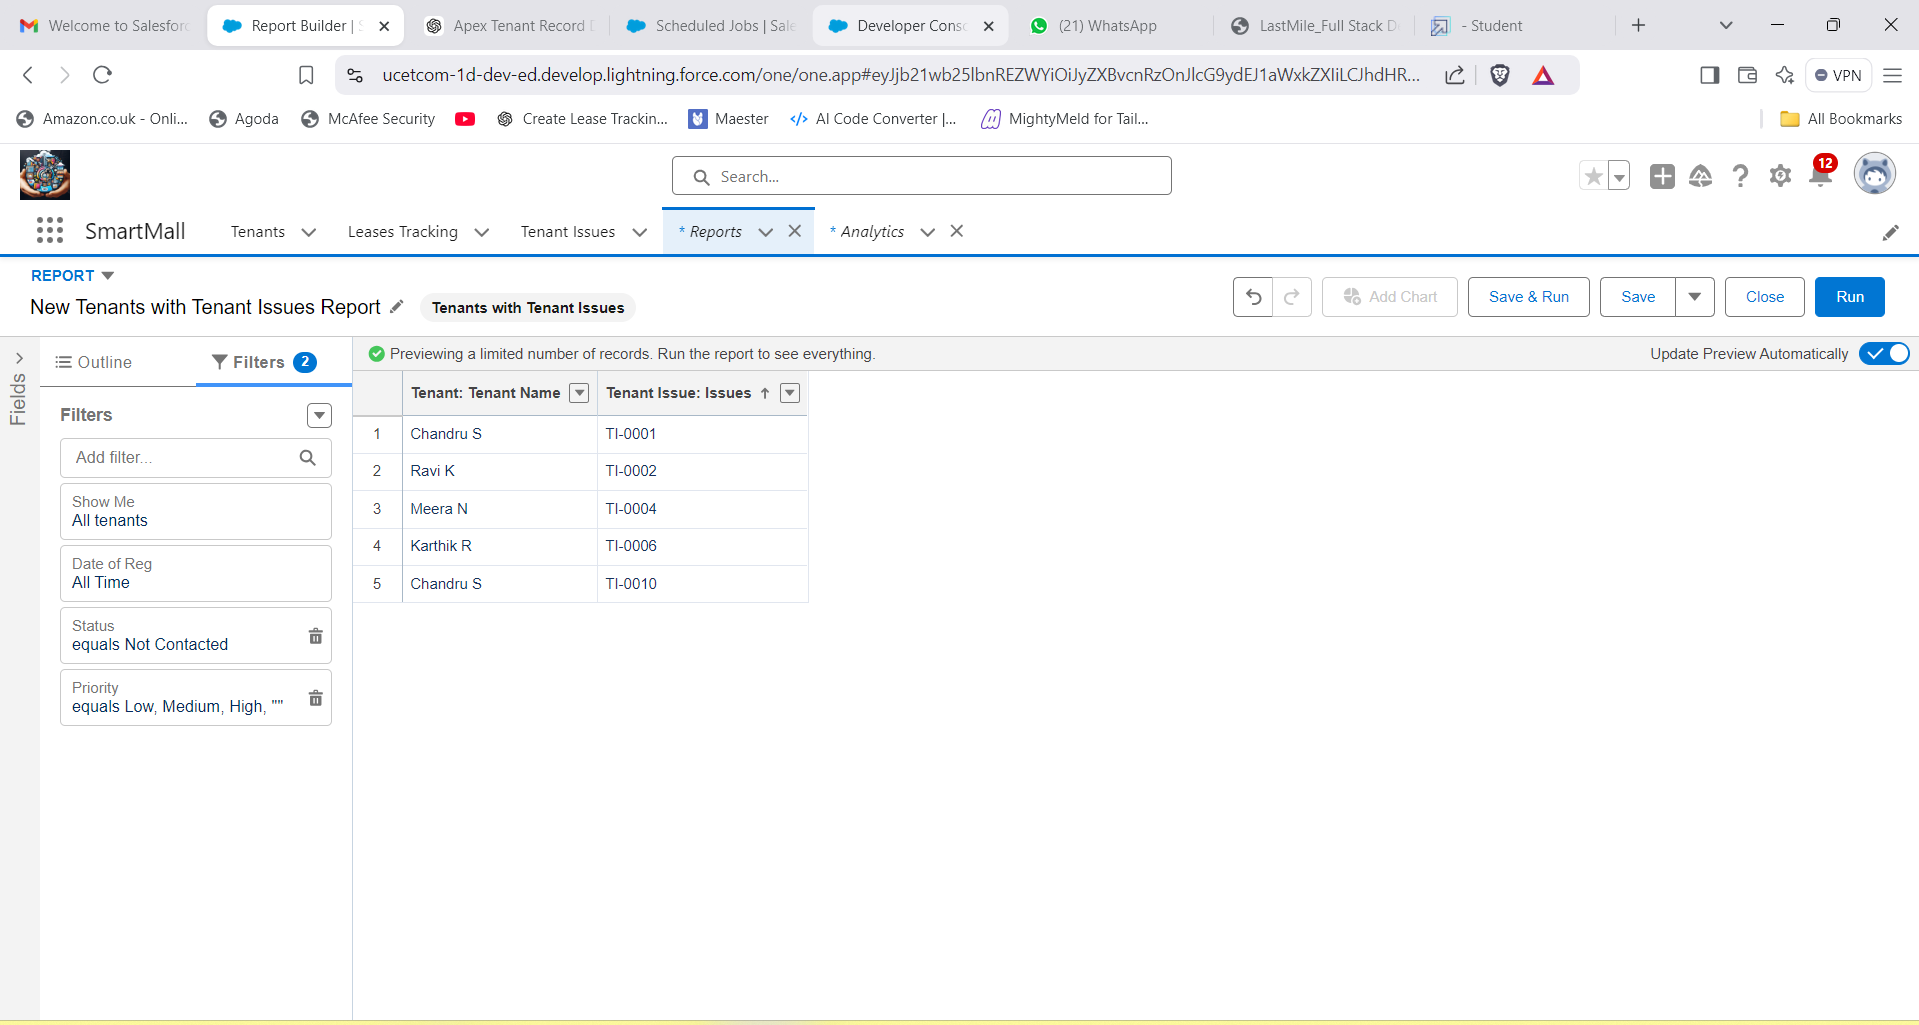 Welcome to Salesforc
Report Builder | S
Apex Tenant Record
Scheduled Jobs | Sale
Developer Conso
(21) WhatsApp
LastMile_Full Stack D
- Student
ucetcom-1d-dev-ed.develop.lightning.force.com/one/one.app#eyJjb21wb25lbnREZWYiOiJyZXBvcnRzOnJlcG9ydEJ1aWxkZXIiLCJhdHR...
VPN
Amazon.co.uk - Onli...
Agoda
McAfee Security
Create Lease Trackin...
Maester
AI Code Converter |...
MightyMeld for Tail...
All Bookmarks
Search...
12
SmartMall
Tenants
Leases Tracking
Tenant Issues
* Reports
* Analytics
REPORT
New Tenants with Tenant Issues Report
Tenants with Tenant Issues
Add Chart
Save & Run
Save
Close
Run
Fields
Outline
Filters 2
Previewing a limited number of records. Run the report to see everything.
Update Preview Automatically
Filters
Add filter...
Show Me
All tenants
Date of Reg
All Time
Status
equals Not Contacted
Priority
equals Low, Medium, High, ""
Tenant: Tenant Name Tenant Issue: Issues
1 Chandru S TI-0001
2 Ravi K TI-0002
3 Meera N TI-0004
4 Karthik R TI-0006
5 Chandru S TI-0010